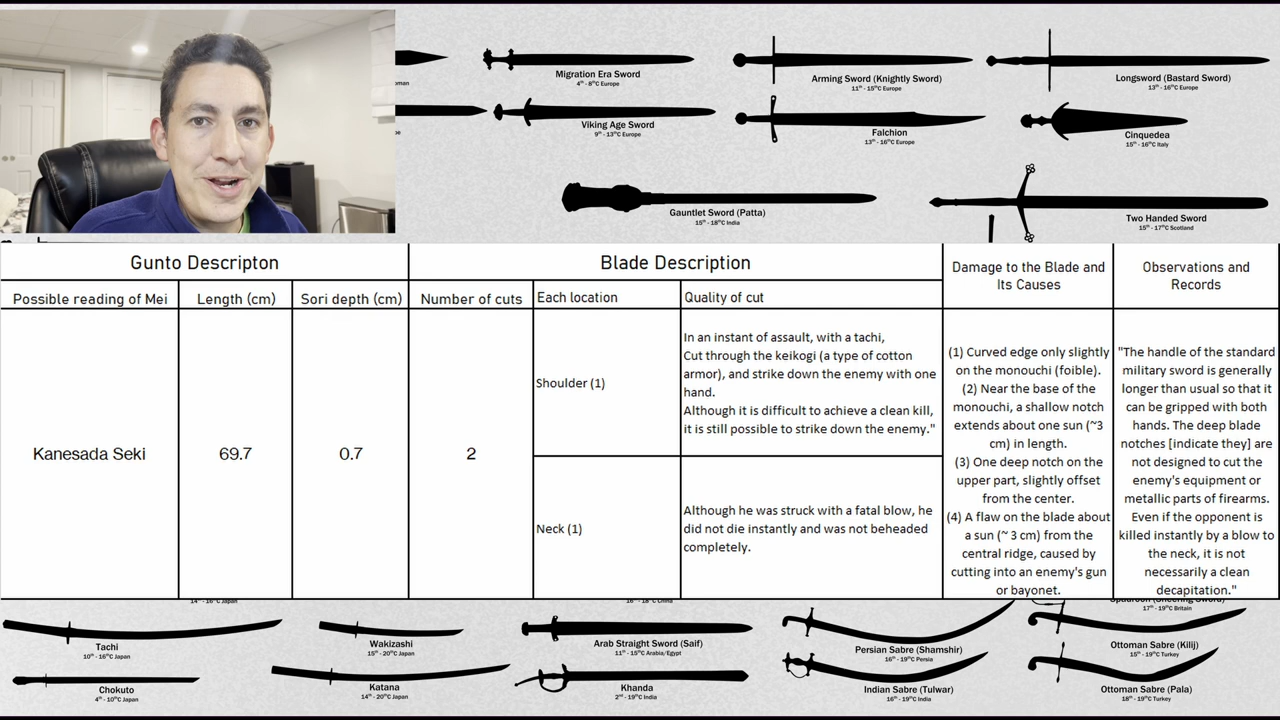 Migration Era Sword
4th - 8thC Europe
Arming Sword (Knightly Sword)
11th - 15thC Europe
Longsword (Bastard Sword)
13th - 16thC Europe
Viking Age Sword
9th - 13thC Europe
Falchion
13th - 16thC Europe
Cinquedea
15th - 16thC Italy
Gauntlet Sword (Patta)
15th - 18thC India
Two Handed Sword
15th - 17thC Scotland
Gunto Descripton
Blade Description
Damage to the Blade and
Its Causes
Observations and
Records
Possible reading of Mei
Length (cm)
Sori depth (cm)
Number of cuts
Each location
Quality of cut
Kanesada Seki
69.7
0.7
2
Shoulder (1)
In an instant of assault, with a tachi,
Cut through the keikogi (a type of cotton
armor), and strike down the enemy with one
hand.
Although it is difficult to achieve a clean kill,
it is still possible to strike down the enemy."
Neck (1)
Although he was struck with a fatal blow, he
did not die instantly and was not beheaded
completely.
(1) Curved edge only slightly
on the monouchi (foible).
(2) Near the base of the
monouchi, a shallow notch
extends about one sun (~3
cm) in length.
(3) One deep notch on the
upper part, slightly offset
from the center.
(4) A flaw on the blade about
a sun (~ 3 cm) from the
central ridge, caused by
cutting into an enemy's gun
or bayonet.
"The handle of the standard
military sword is generally
longer than usual so that it
can be gripped with both
hands. The deep blade
notches [indicate they] are
not designed to cut the
enemy's equipment or
metallic parts of firearms.
Even if the opponent is
killed instantly by a blow to
the neck, it is not
necessarily a clean
decapitation."
17th - 19thC Britain
Tachi
10th - 16thC Japan
Wakizashi
15th - 20thC Japan
Arab Straight Sword (Saif)
11th - 15thC Arabia/Egypt
Persian Sabre (Shamshir)
16th - 19thC Persia
Ottoman Sabre (Kilij)
15th - 19thC Turkey
Chokuto
4th - 10thC Japan
Katana
14th - 20thC Japan
Khanda
2nd - 19thC India
Indian Sabre (Tulwar)
16th - 19thC India
Ottoman Sabre (Pala)
18th - 19thC Turkey